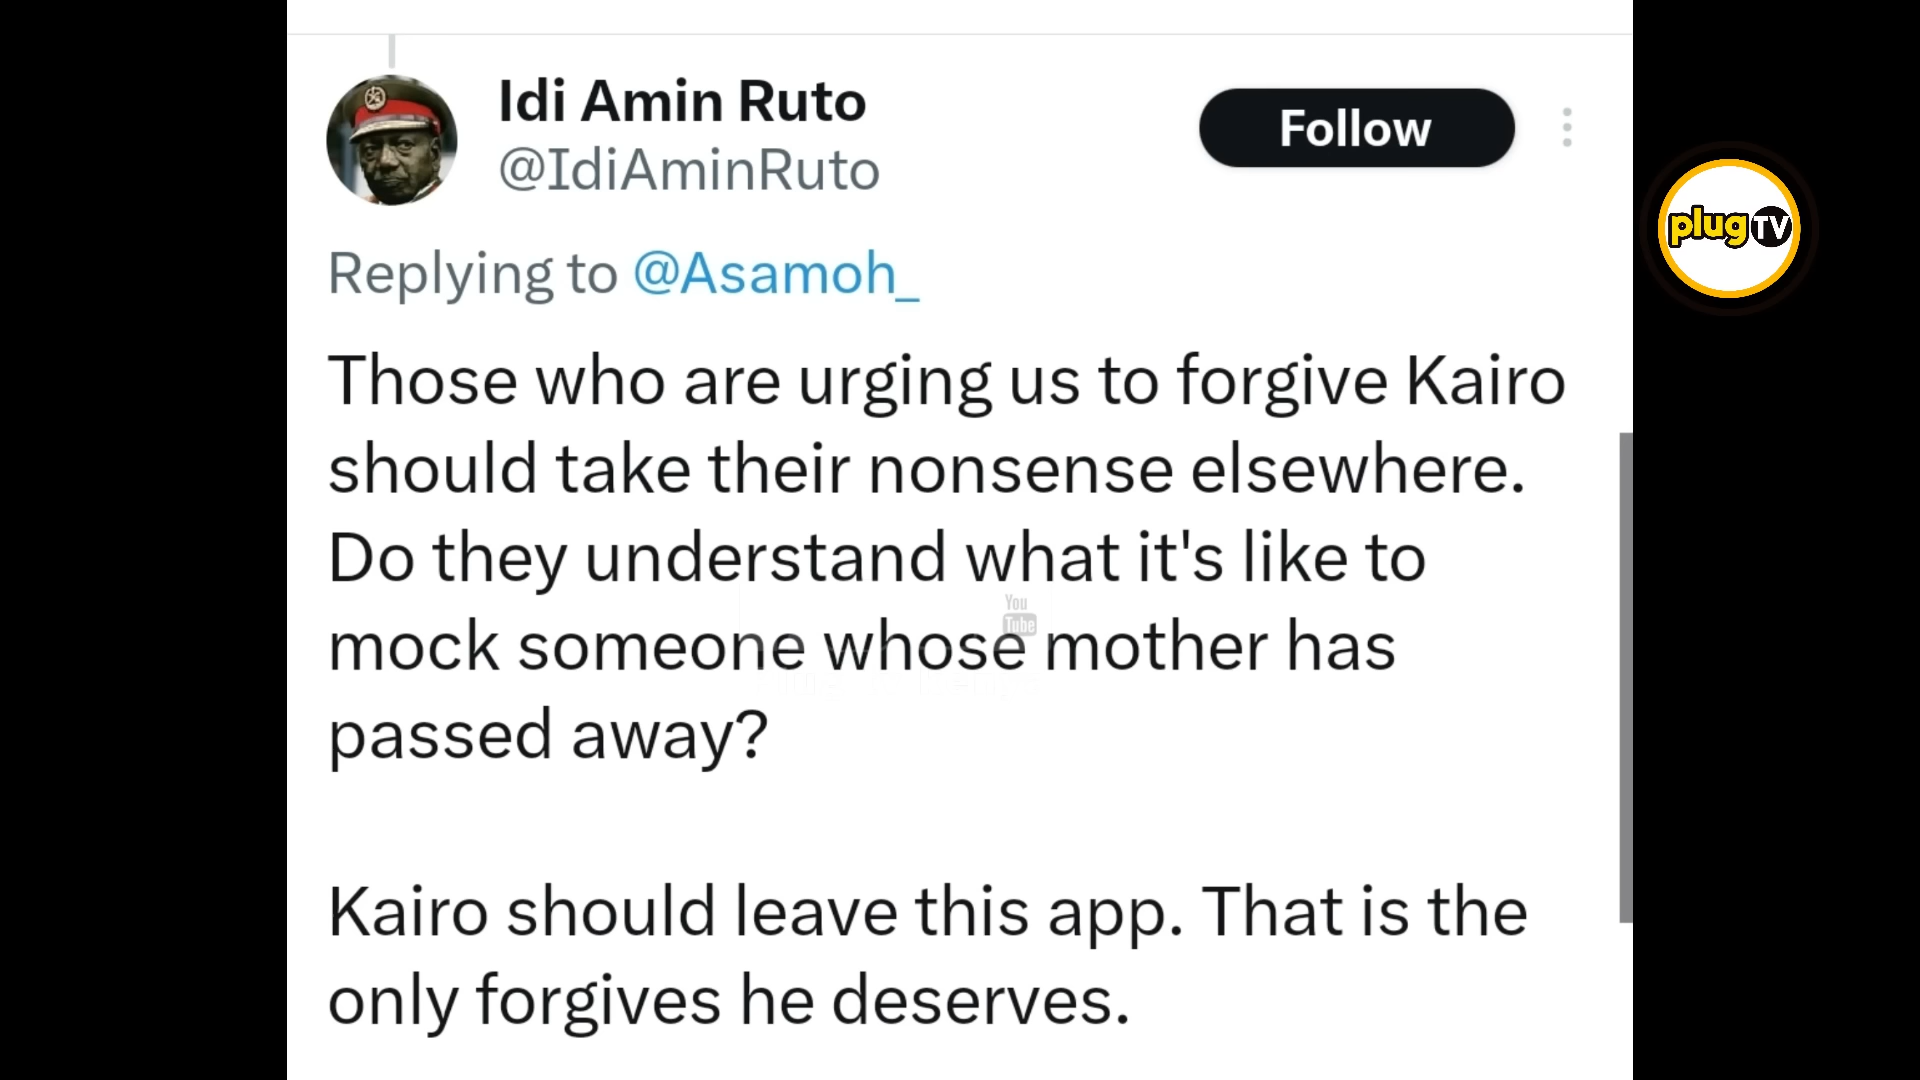 Idi Amin Ruto
@IdiAminRuto
Follow
Replying to @Asamoh_
plug TV
Those who are urging us to forgive Kairo
should take their nonsense elsewhere.
Do they understand what it's like to
You
Tube
mock someone whose mother has
passed away?
Kairo should leave this app. That is the
only forgives he deserves.